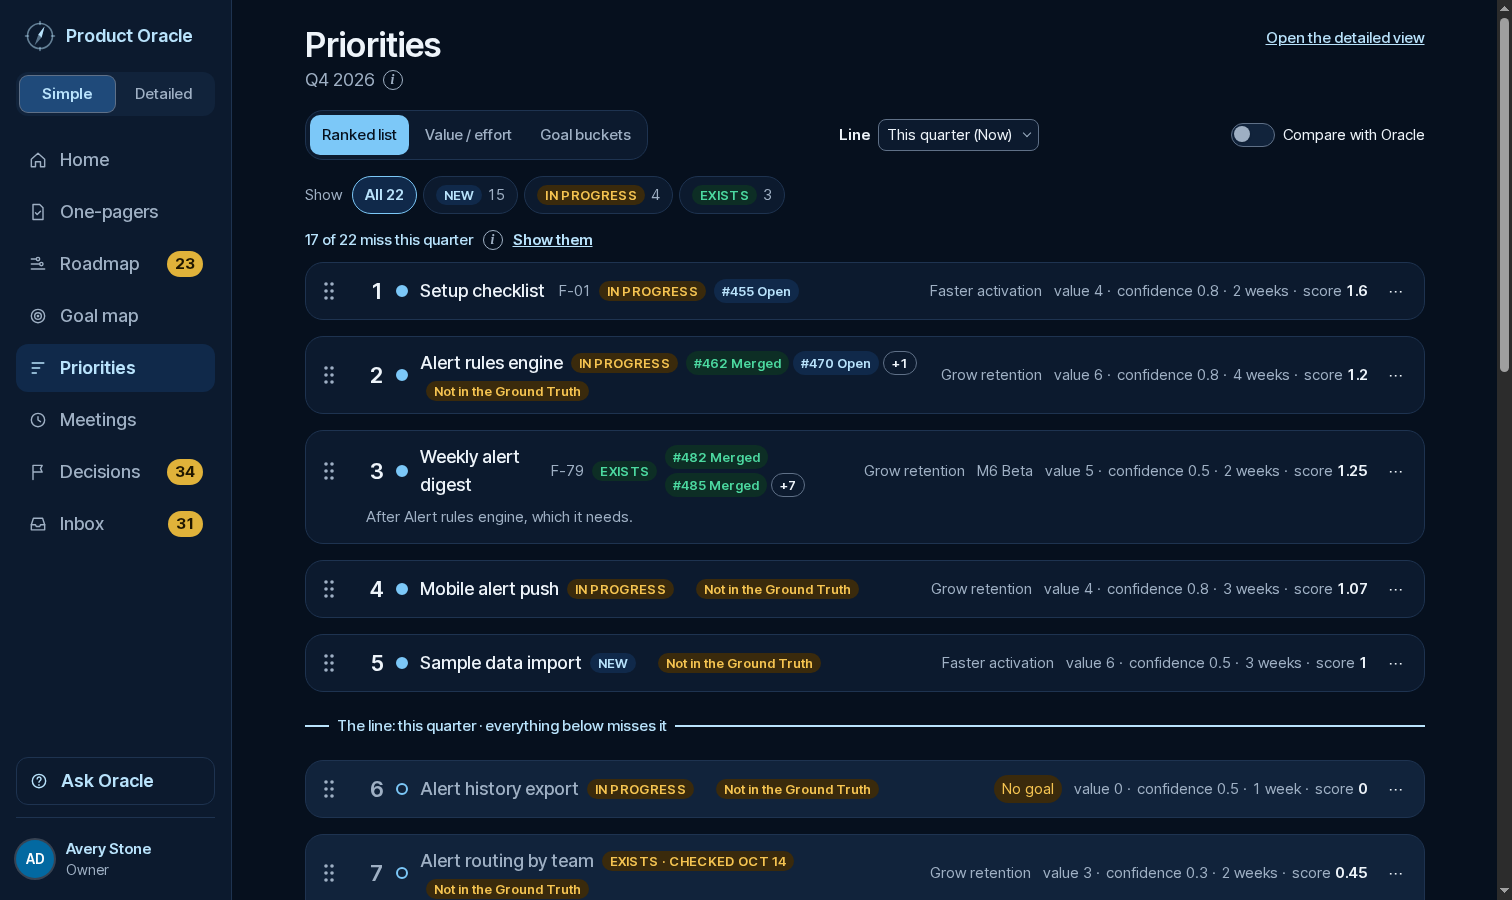 Product Oracle
Simple Detailed
Home
One-pagers
Roadmap 23
Goal map
Priorities
Meetings
Decisions 34
Inbox 31
Ask Oracle
AD Avery Stone
Owner
Priorities
Open the detailed view
Q4 2026 i
Ranked list Value / effort Goal buckets
Line This quarter (Now)
Compare with Oracle
Show All 22 NEW 15 IN PROGRESS 4 EXISTS 3
17 of 22 miss this quarter i Show them
1 Setup checklist F-01 IN PROGRESS #455 Open Faster activation value 4 · confidence 0.8 · 2 weeks · score 1.6 ...
2 Alert rules engine IN PROGRESS #462 Merged #470 Open +1 Grow retention value 6 · confidence 0.8 · 4 weeks · score 1.2 ...
Not in the Ground Truth
3 Weekly alert digest F-79 EXISTS #482 Merged #485 Merged +7 Grow retention M6 Beta value 5 · confidence 0.5 · 2 weeks · score 1.25 ...
After Alert rules engine, which it needs.
4 Mobile alert push IN PROGRESS Not in the Ground Truth Grow retention value 4 · confidence 0.8 · 3 weeks · score 1.07 ...
5 Sample data import NEW Not in the Ground Truth Faster activation value 6 · confidence 0.5 · 3 weeks · score 1 ...
The line: this quarter · everything below misses it
6 Alert history export IN PROGRESS Not in the Ground Truth No goal value 0 · confidence 0.5 · 1 week · score 0 ...
7 Alert routing by team EXISTS · CHECKED OCT 14 Grow retention value 3 · confidence 0.3 · 2 weeks · score 0.45 ...
Not in the Ground Truth